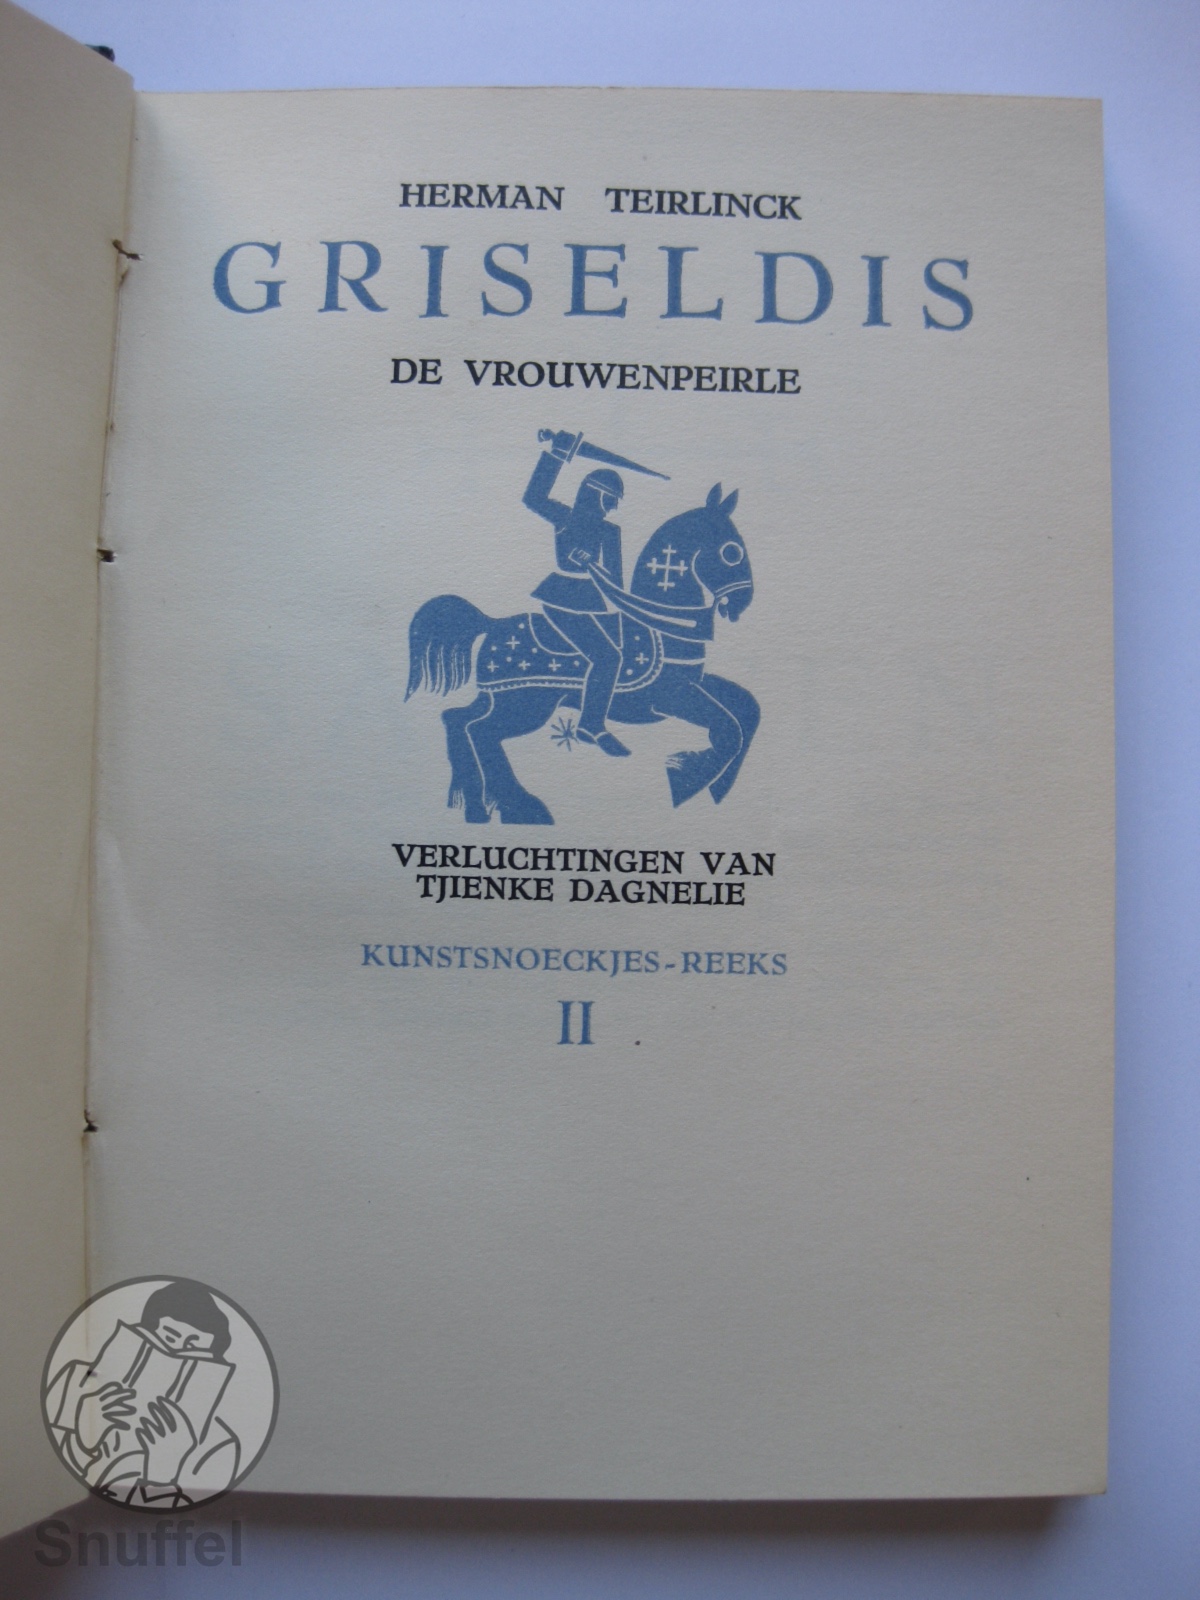 HERMAN TEIRLINCK
GRISELDIS
DE VROUWENPEIRLE
VERLUCHTINGEN VAN
TJIENKE DAGNELIE
KUNSTSNOECKJES-REEKS
II
Snuffel